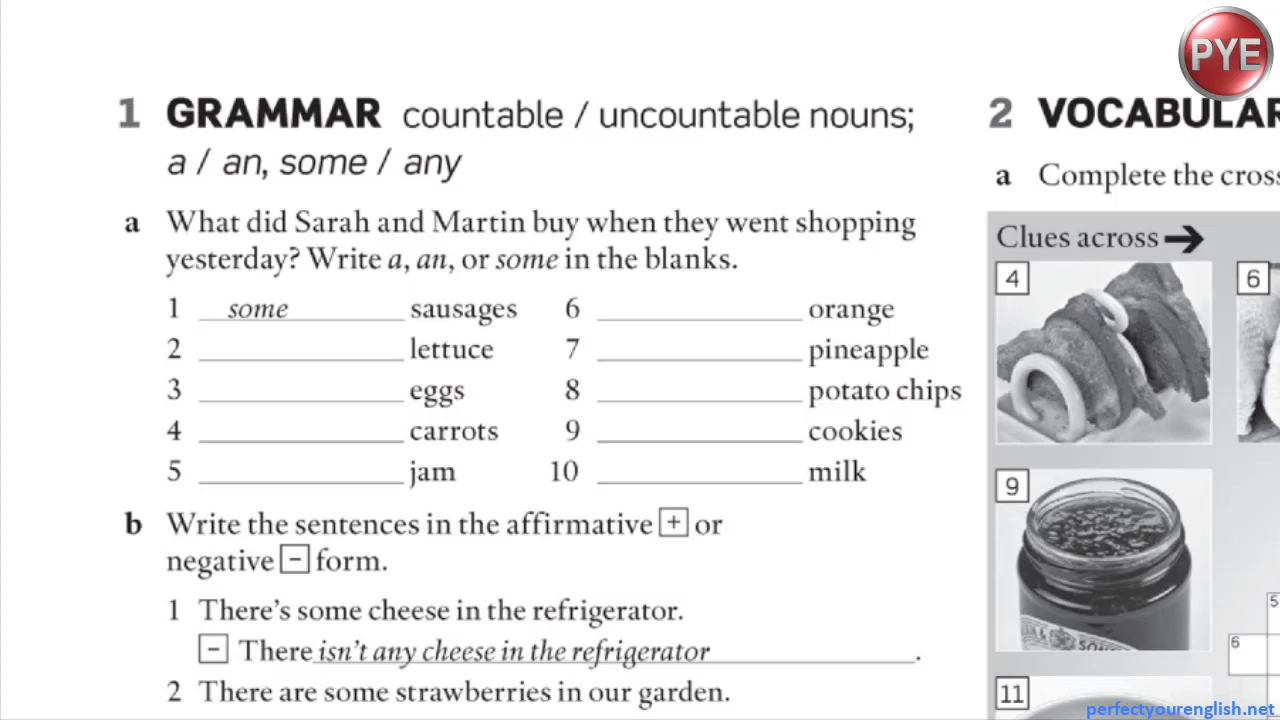 PYE
1 GRAMMAR countable / uncountable nouns;
a / an, some / any
a What did Sarah and Martin buy when they went shopping
yesterday? Write a, an, or some in the blanks.
1 some sausages
2 lettuce
3 eggs
4 carrots
5 jam
6 orange
7 pineapple
8 potato chips
9 cookies
10 milk
b Write the sentences in the affirmative + or
negative − form.
1 There's some cheese in the refrigerator.
− There isn't any cheese in the refrigerator.
2 There are some strawberries in our garden.
2 VOCABULAR
a Complete the cross
Clues across →
4
6
9
11
5
6
perfectyourenglish.net